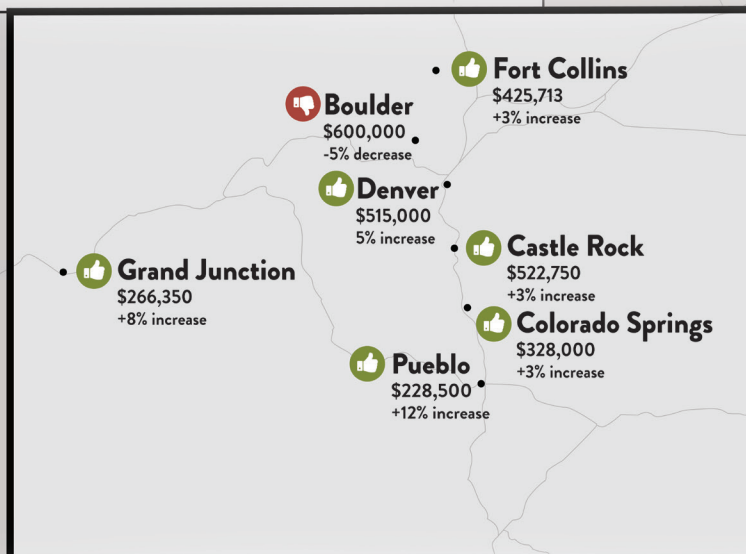 Fort Collins
$425,713
+3% increase
Boulder
$600,000
-5% decrease
Denver
$515,000
5% increase
Castle Rock
$522,750
+3% increase
Grand Junction
$266,350
+8% increase
Colorado Springs
$328,000
+3% increase
Pueblo
$228,500
+12% increase